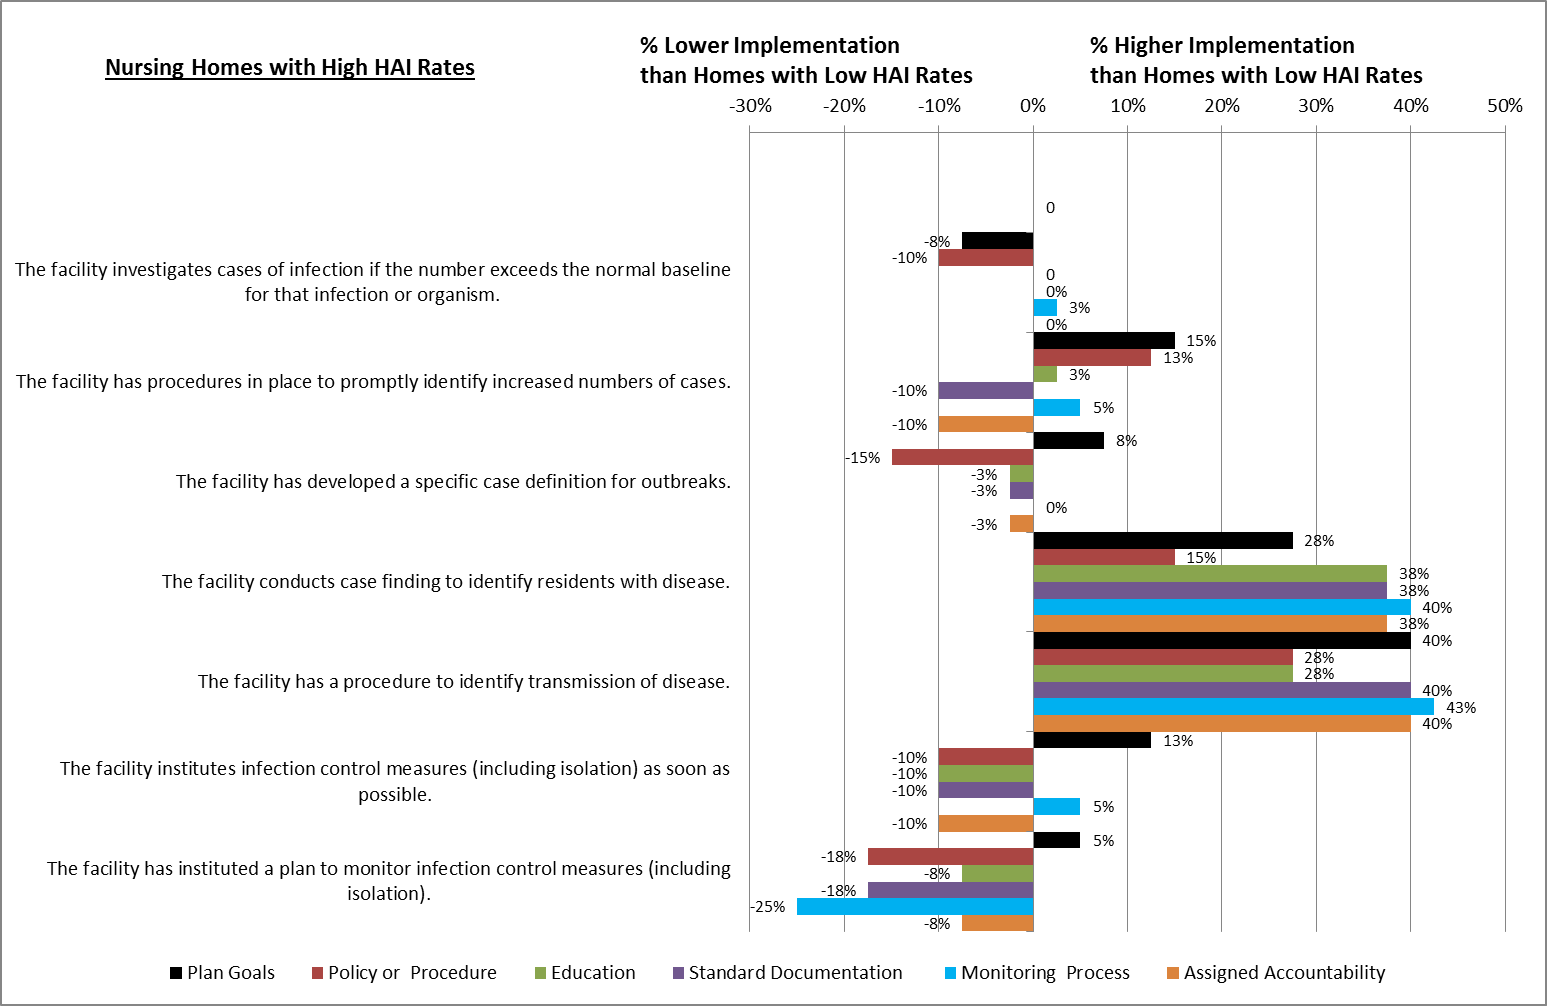 Nursing Homes with High HAI Rates
% Lower Implementation
than Homes with Low HAI Rates
% Higher Implementation
than Homes with Low HAI Rates
-30% -20% -10% 0% 10% 20% 30% 40% 50%
0
The facility investigates cases of infection if the number exceeds the normal baseline
for that infection or organism.
-8%
-10%
0
0%
3%
0%
The facility has procedures in place to promptly identify increased numbers of cases.
15%
13%
3%
-10%
5%
-10%
The facility has developed a specific case definition for outbreaks.
8%
-15%
-3%
-3%
0%
-3%
The facility conducts case finding to identify residents with disease.
28%
15%
38%
38%
40%
38%
The facility has a procedure to identify transmission of disease.
40%
28%
28%
40%
43%
40%
The facility institutes infection control measures (including isolation) as soon as
possible.
13%
-10%
-10%
-10%
5%
-10%
The facility has instituted a plan to monitor infection control measures (including
isolation).
5%
-18%
-8%
-18%
-25%
-8%
Plan Goals Policy or Procedure Education Standard Documentation Monitoring Process Assigned Accountability